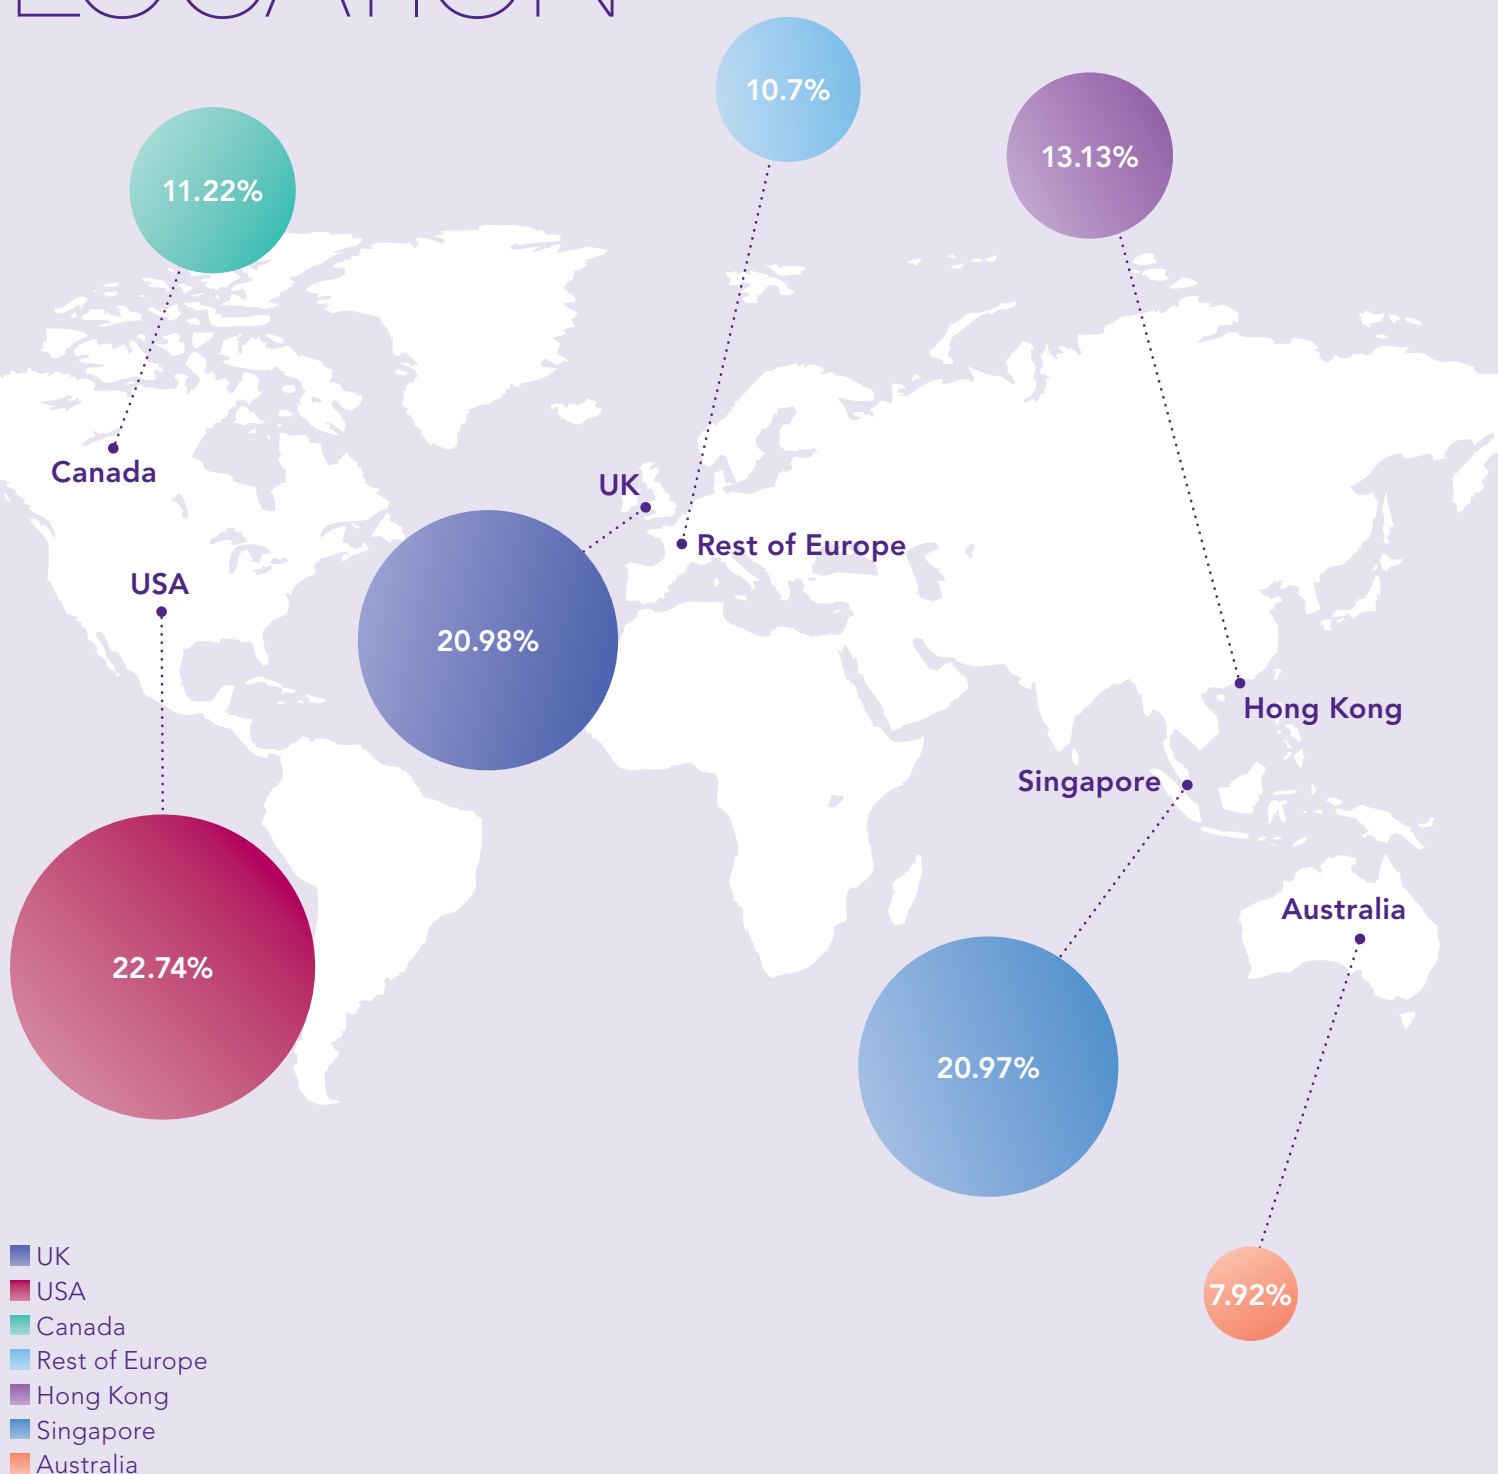 LOCATION
10.7%
13.13%
11.22%
Canada
UK
Rest of Europe
USA
20.98%
Hong Kong
Singapore
Australia
22.74%
20.97%
7.92%
UK
USA
Canada
Rest of Europe
Hong Kong
Singapore
Australia